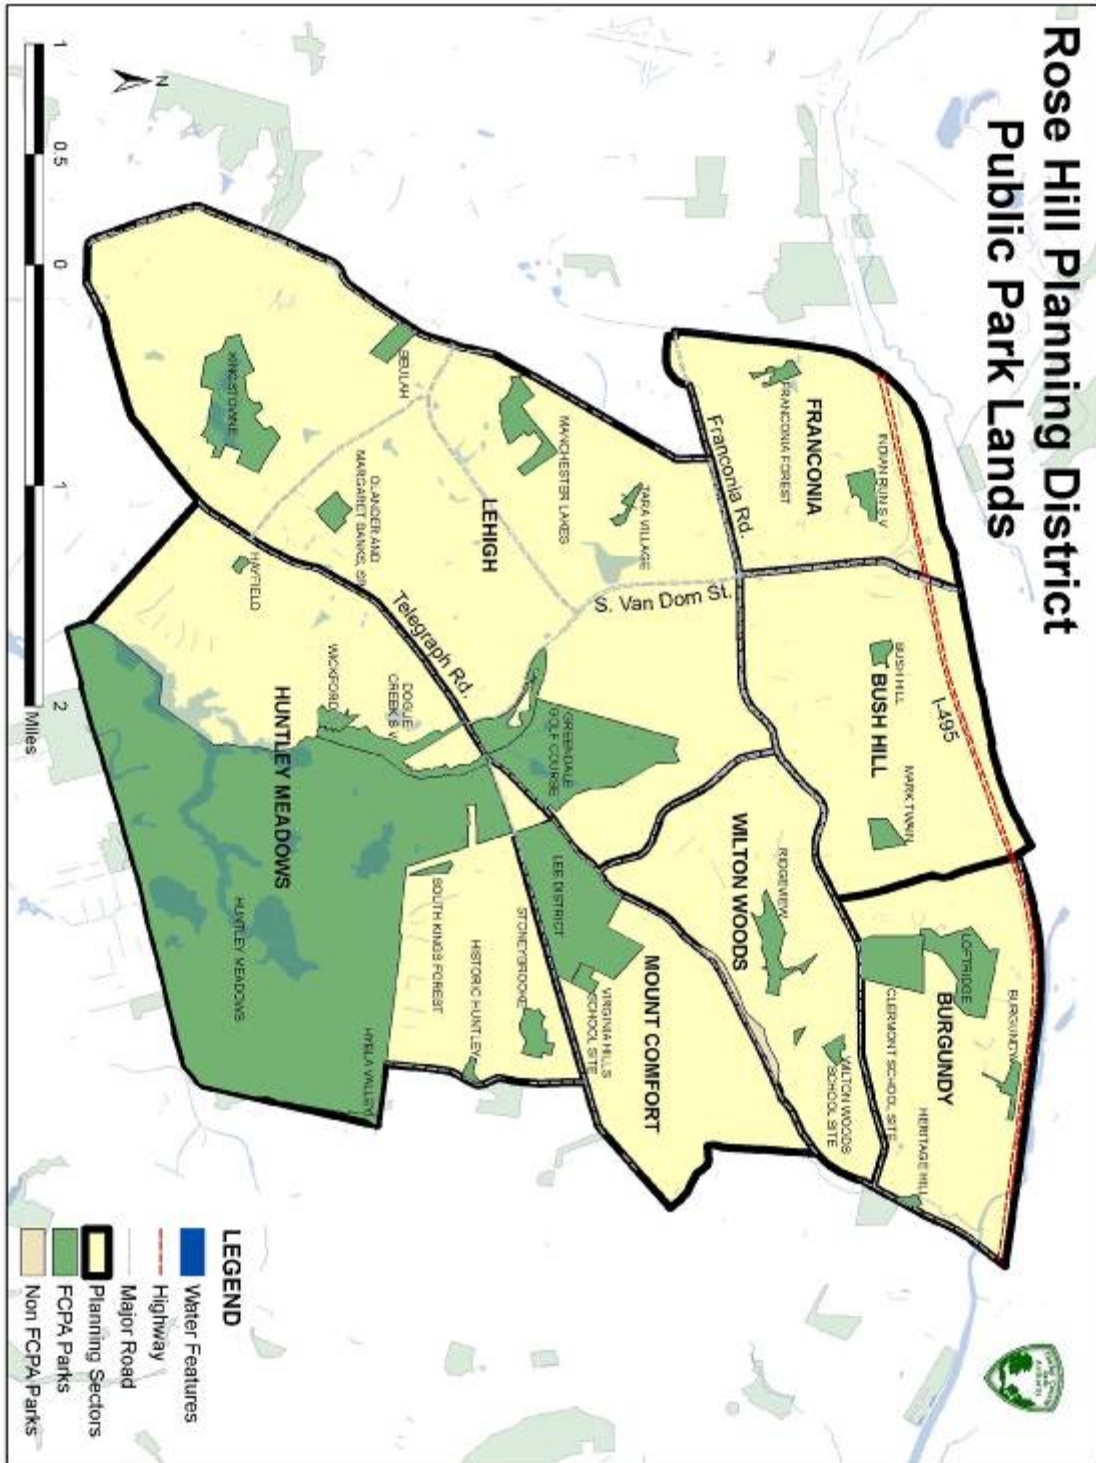 Rose Hill Planning District
Public Park Lands
I-495
INDIAN RUN S.V.
FRANCONIA
FRANCONIA FOREST
Franconia Rd.
BUSH HILL
BUSH HILL
MARK TWAIN
BURGUNDY
LOFTRIDGE
BURGUNDY
CLERMONT SCHOOL SITE
HERITAGE HILL
S. Van Dorn St.
WILTON WOODS
RIDGEVIEW
WILTON WOODS
SCHOOL SITE
TARA VILLAGE
MANCHESTER LAKES
LEHIGH
BEULAH
KINGSTOWNE
OLANDER AND
MARGARET BANKS, SR
HAYFIELD
Telegraph Rd.
GREENDALE
GOLF COURSE
DOGUE
CREEK S.V.
WICKFORD
LEE DISTRICT
MOUNT COMFORT
VIRGINIA HILLS
SCHOOL SITE
STONEYBROOKE
HISTORIC HUNTLEY
SOUTH KINGS FOREST
HUNTLEY MEADOWS
HUNTLEY MEADOWS
HYBLA VALLEY
N
1 0.5 0 1 2
Miles
LEGEND
Water Features
Highway
Major Road
Planning Sectors
FCPA Parks
Non FCPA Parks